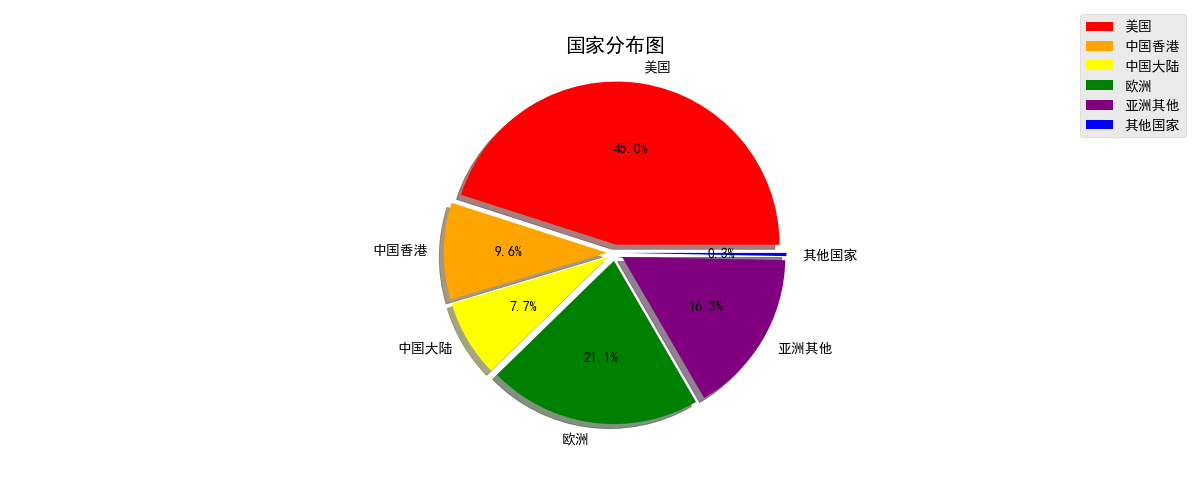 国家分布图
美国
45.0%
中国香港
9.6%
中国大陆
7.7%
欧洲
21.1%
亚洲其他
16.3%
其他国家
0.3%
美国
中国香港
中国大陆
欧洲
亚洲其他
其他国家